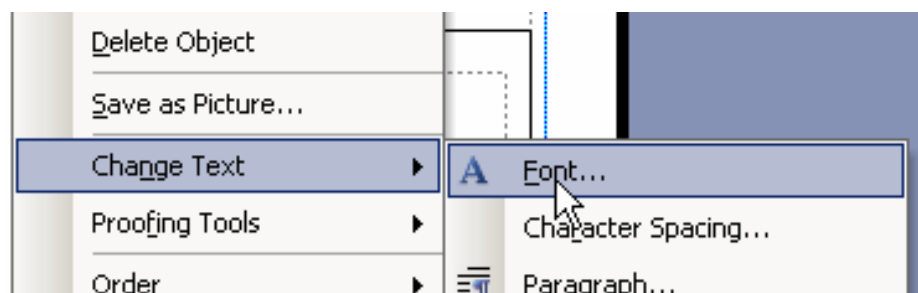 Delete Object
Save as Picture...
Change Text
Font...
Proofing Tools
Character Spacing...
Order
Paragraph...